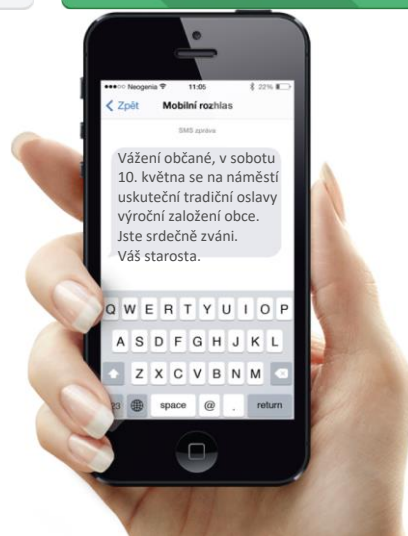 Neogenia 11:05 22%
Zpět Mobilní rozhlas
SMS zpráva
Vážení občané, v sobotu
10. května se na náměstí
uskuteční tradiční oslavy
výroční založení obce.
Jste srdečně zváni.
Váš starosta.
Q W E R T Y U I O P
A S D F G H J K L
Z X C V B N M
space @ . return